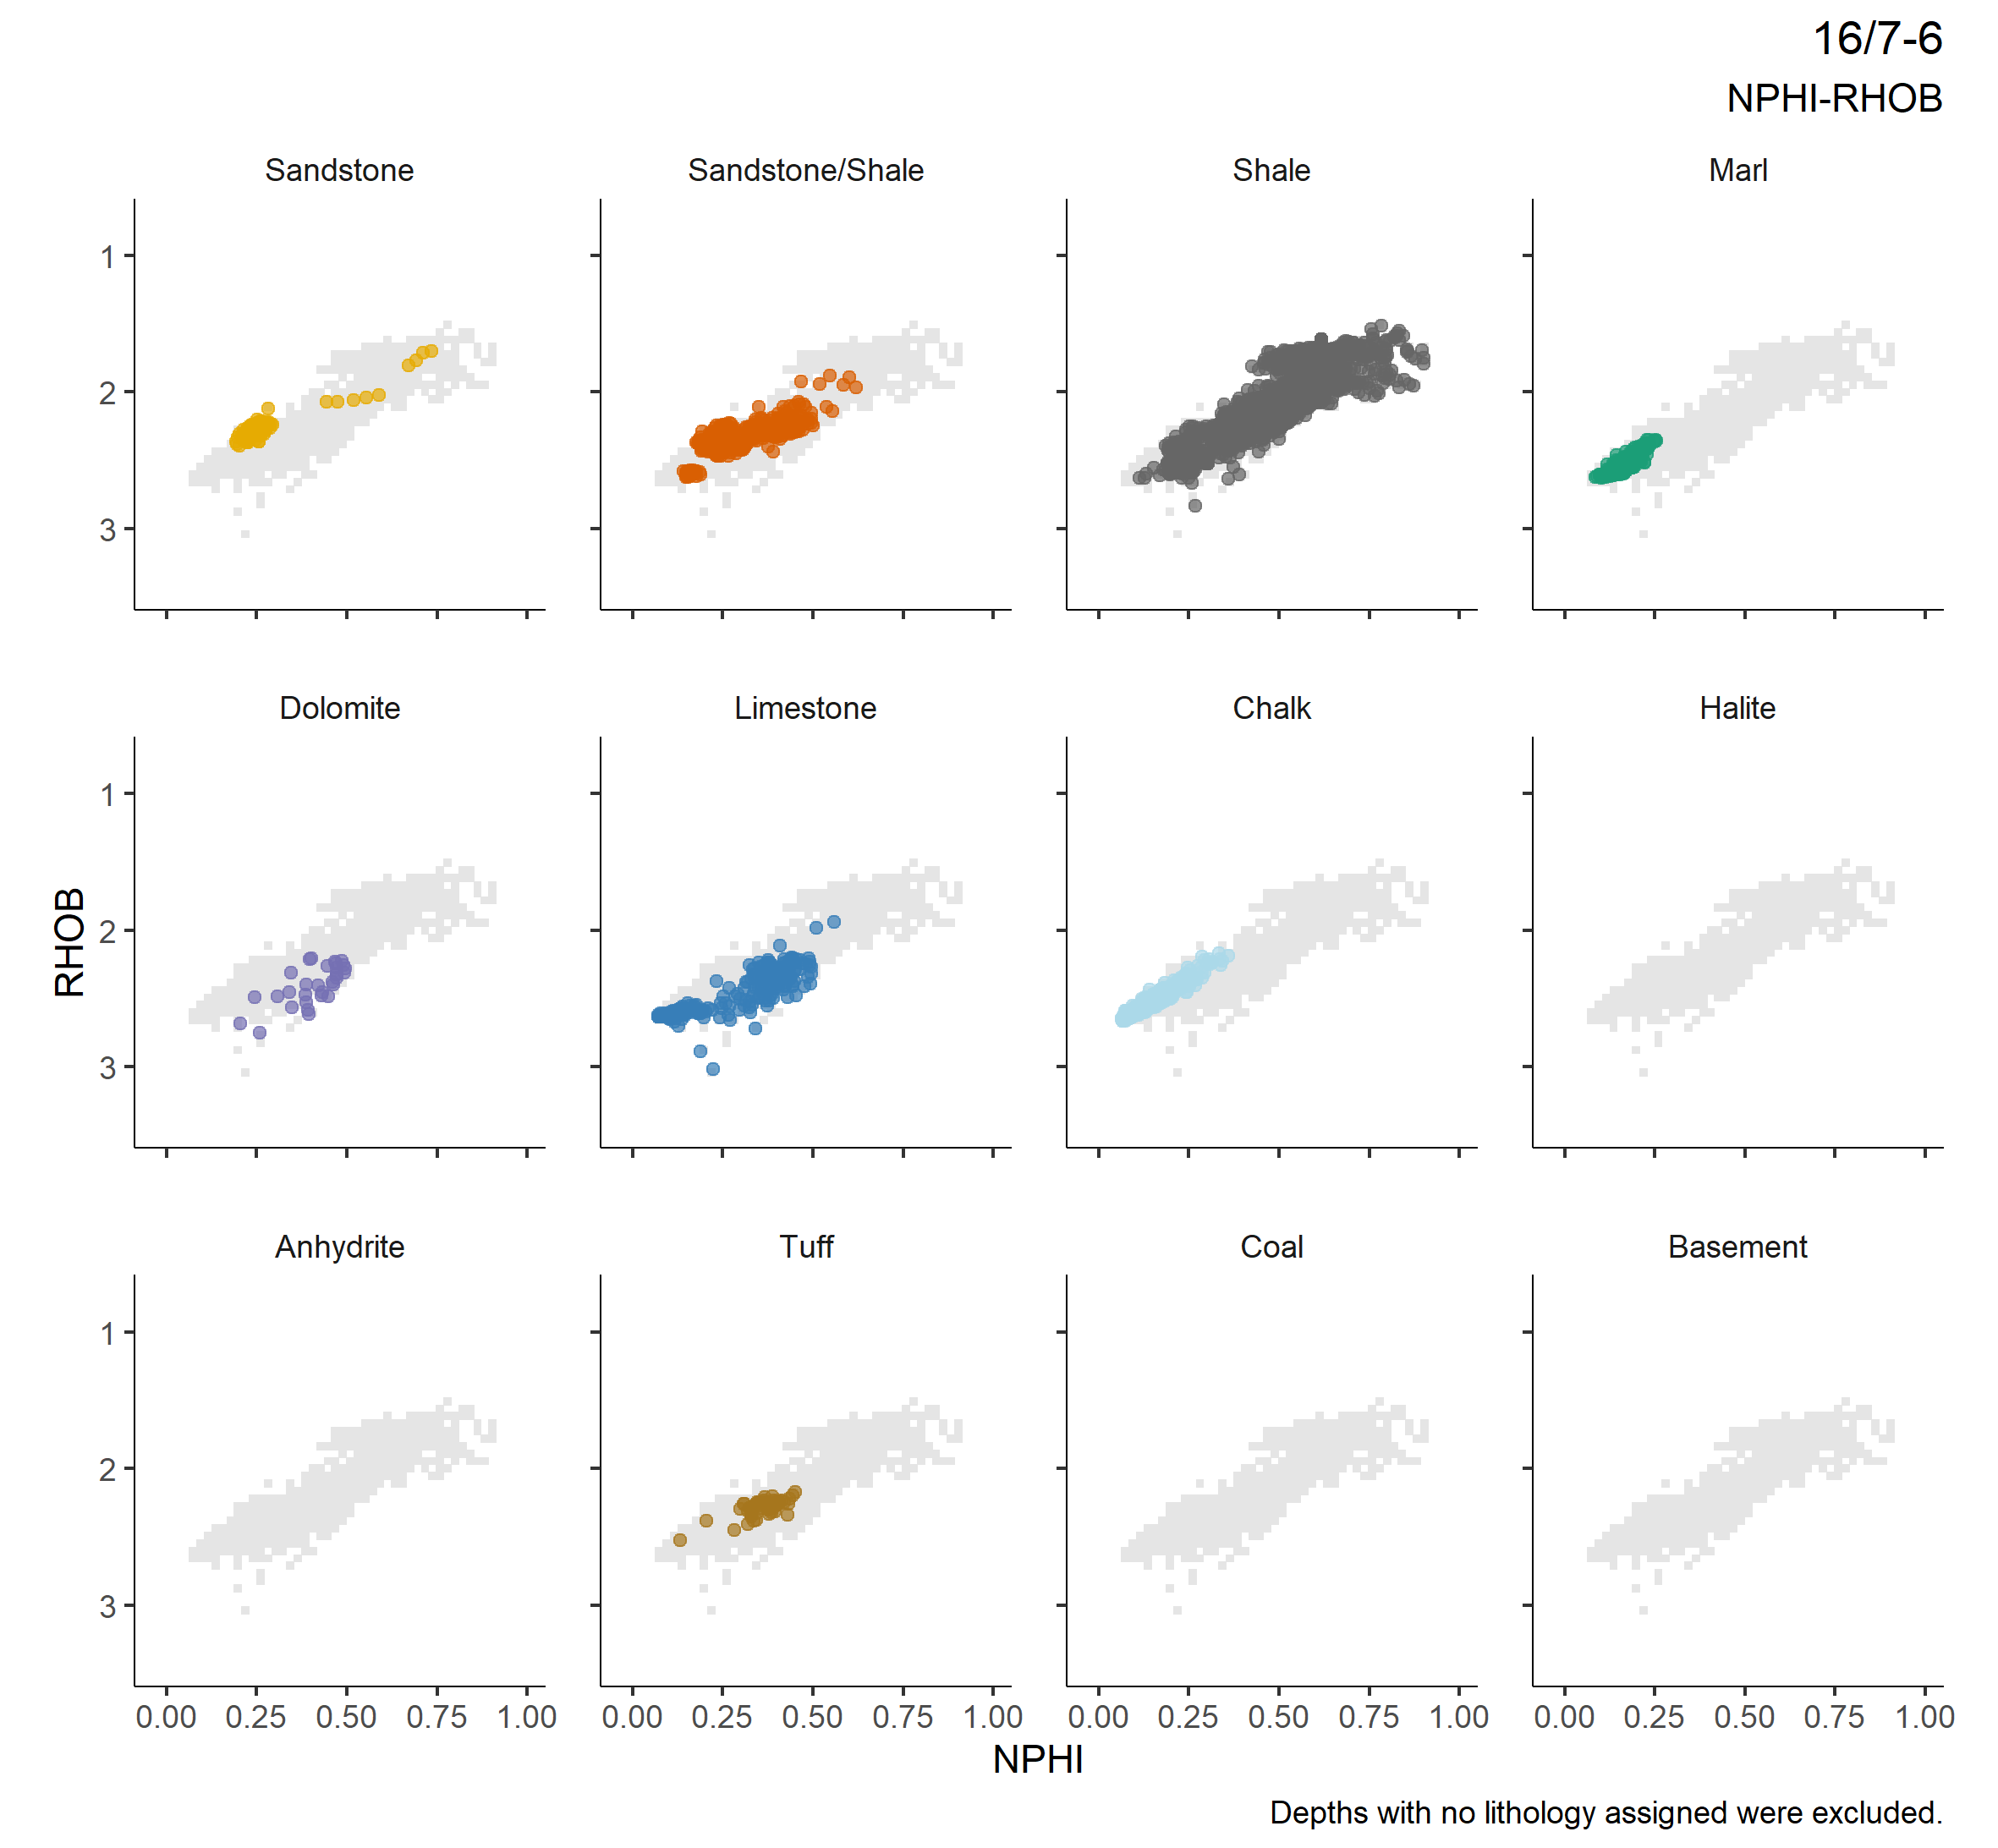 16/7-6
NPHI-RHOB
Sandstone
Sandstone/Shale
Shale
Marl
1
2
3
Dolomite
Limestone
Chalk
Halite
1
2
3
RHOB
Anhydrite
Tuff
Coal
Basement
1
2
3
0.00 0.25 0.50 0.75 1.00
0.00 0.25 0.50 0.75 1.00
0.00 0.25 0.50 0.75 1.00
0.00 0.25 0.50 0.75 1.00
NPHI
Depths with no lithology assigned were excluded.